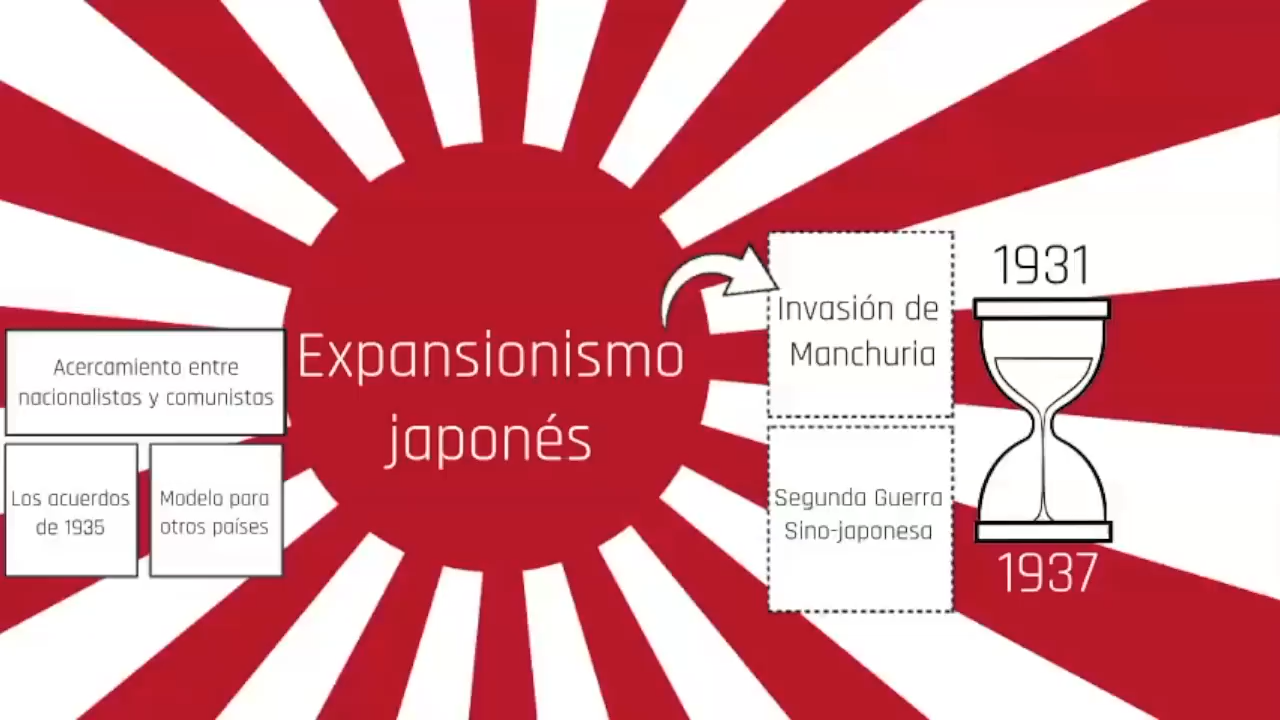 Acercamiento entre
nacionalistas y comunistas
Los acuerdos
de 1935
Modelo para
otros países
Expansionismo
japonés
Invasión de
Manchuria
Segunda Guerra
Sino-japonesa
1931
1937